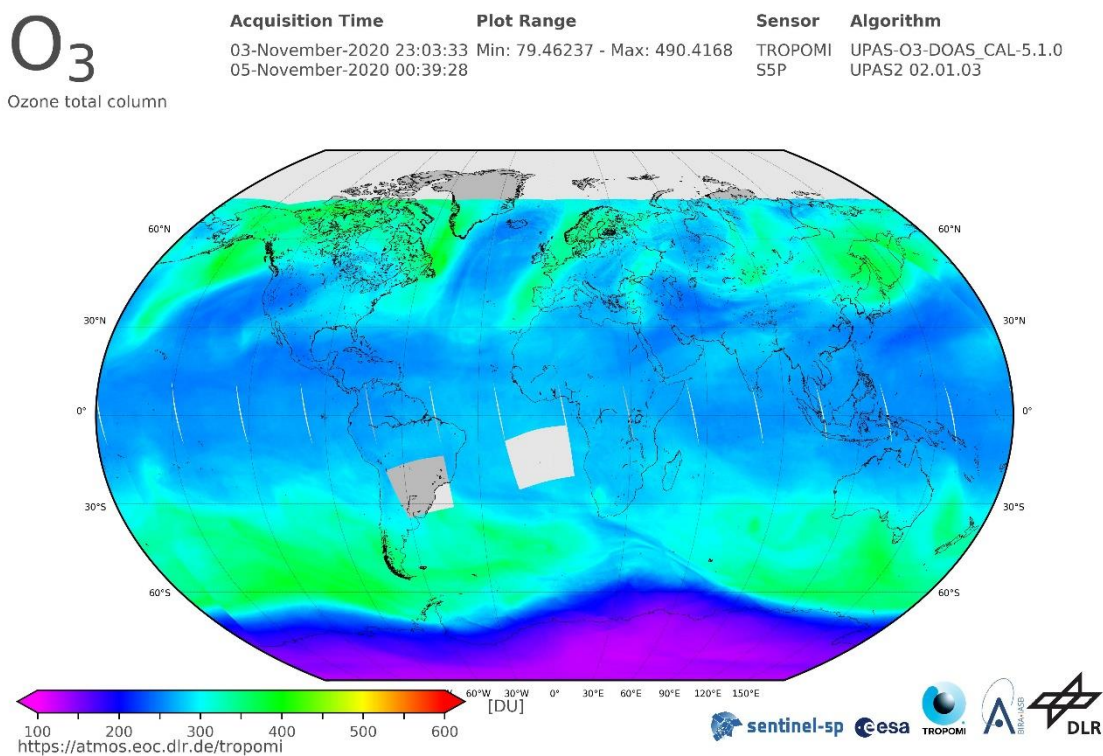 O3
Ozone total column
Acquisition Time
03-November-2020 23:03:33
05-November-2020 00:39:28
Plot Range
Min: 79.46237 - Max: 490.4168
Sensor
TROPOMI
S5P
Algorithm
UPAS-O3-DOAS_CAL-5.1.0
UPAS2 02.01.03
60°N
60°N
30°N
30°N
0°
0°
30°S
30°S
60°S
60°S
60°W 30°W 0° 30°E 60°E 90°E 120°E 150°E
100 200 300 400 500 600
[DU]
https://atmos.eoc.dlr.de/tropomi
sentinel-5p
esa
TROPOMI
BIRA-IASB
DLR